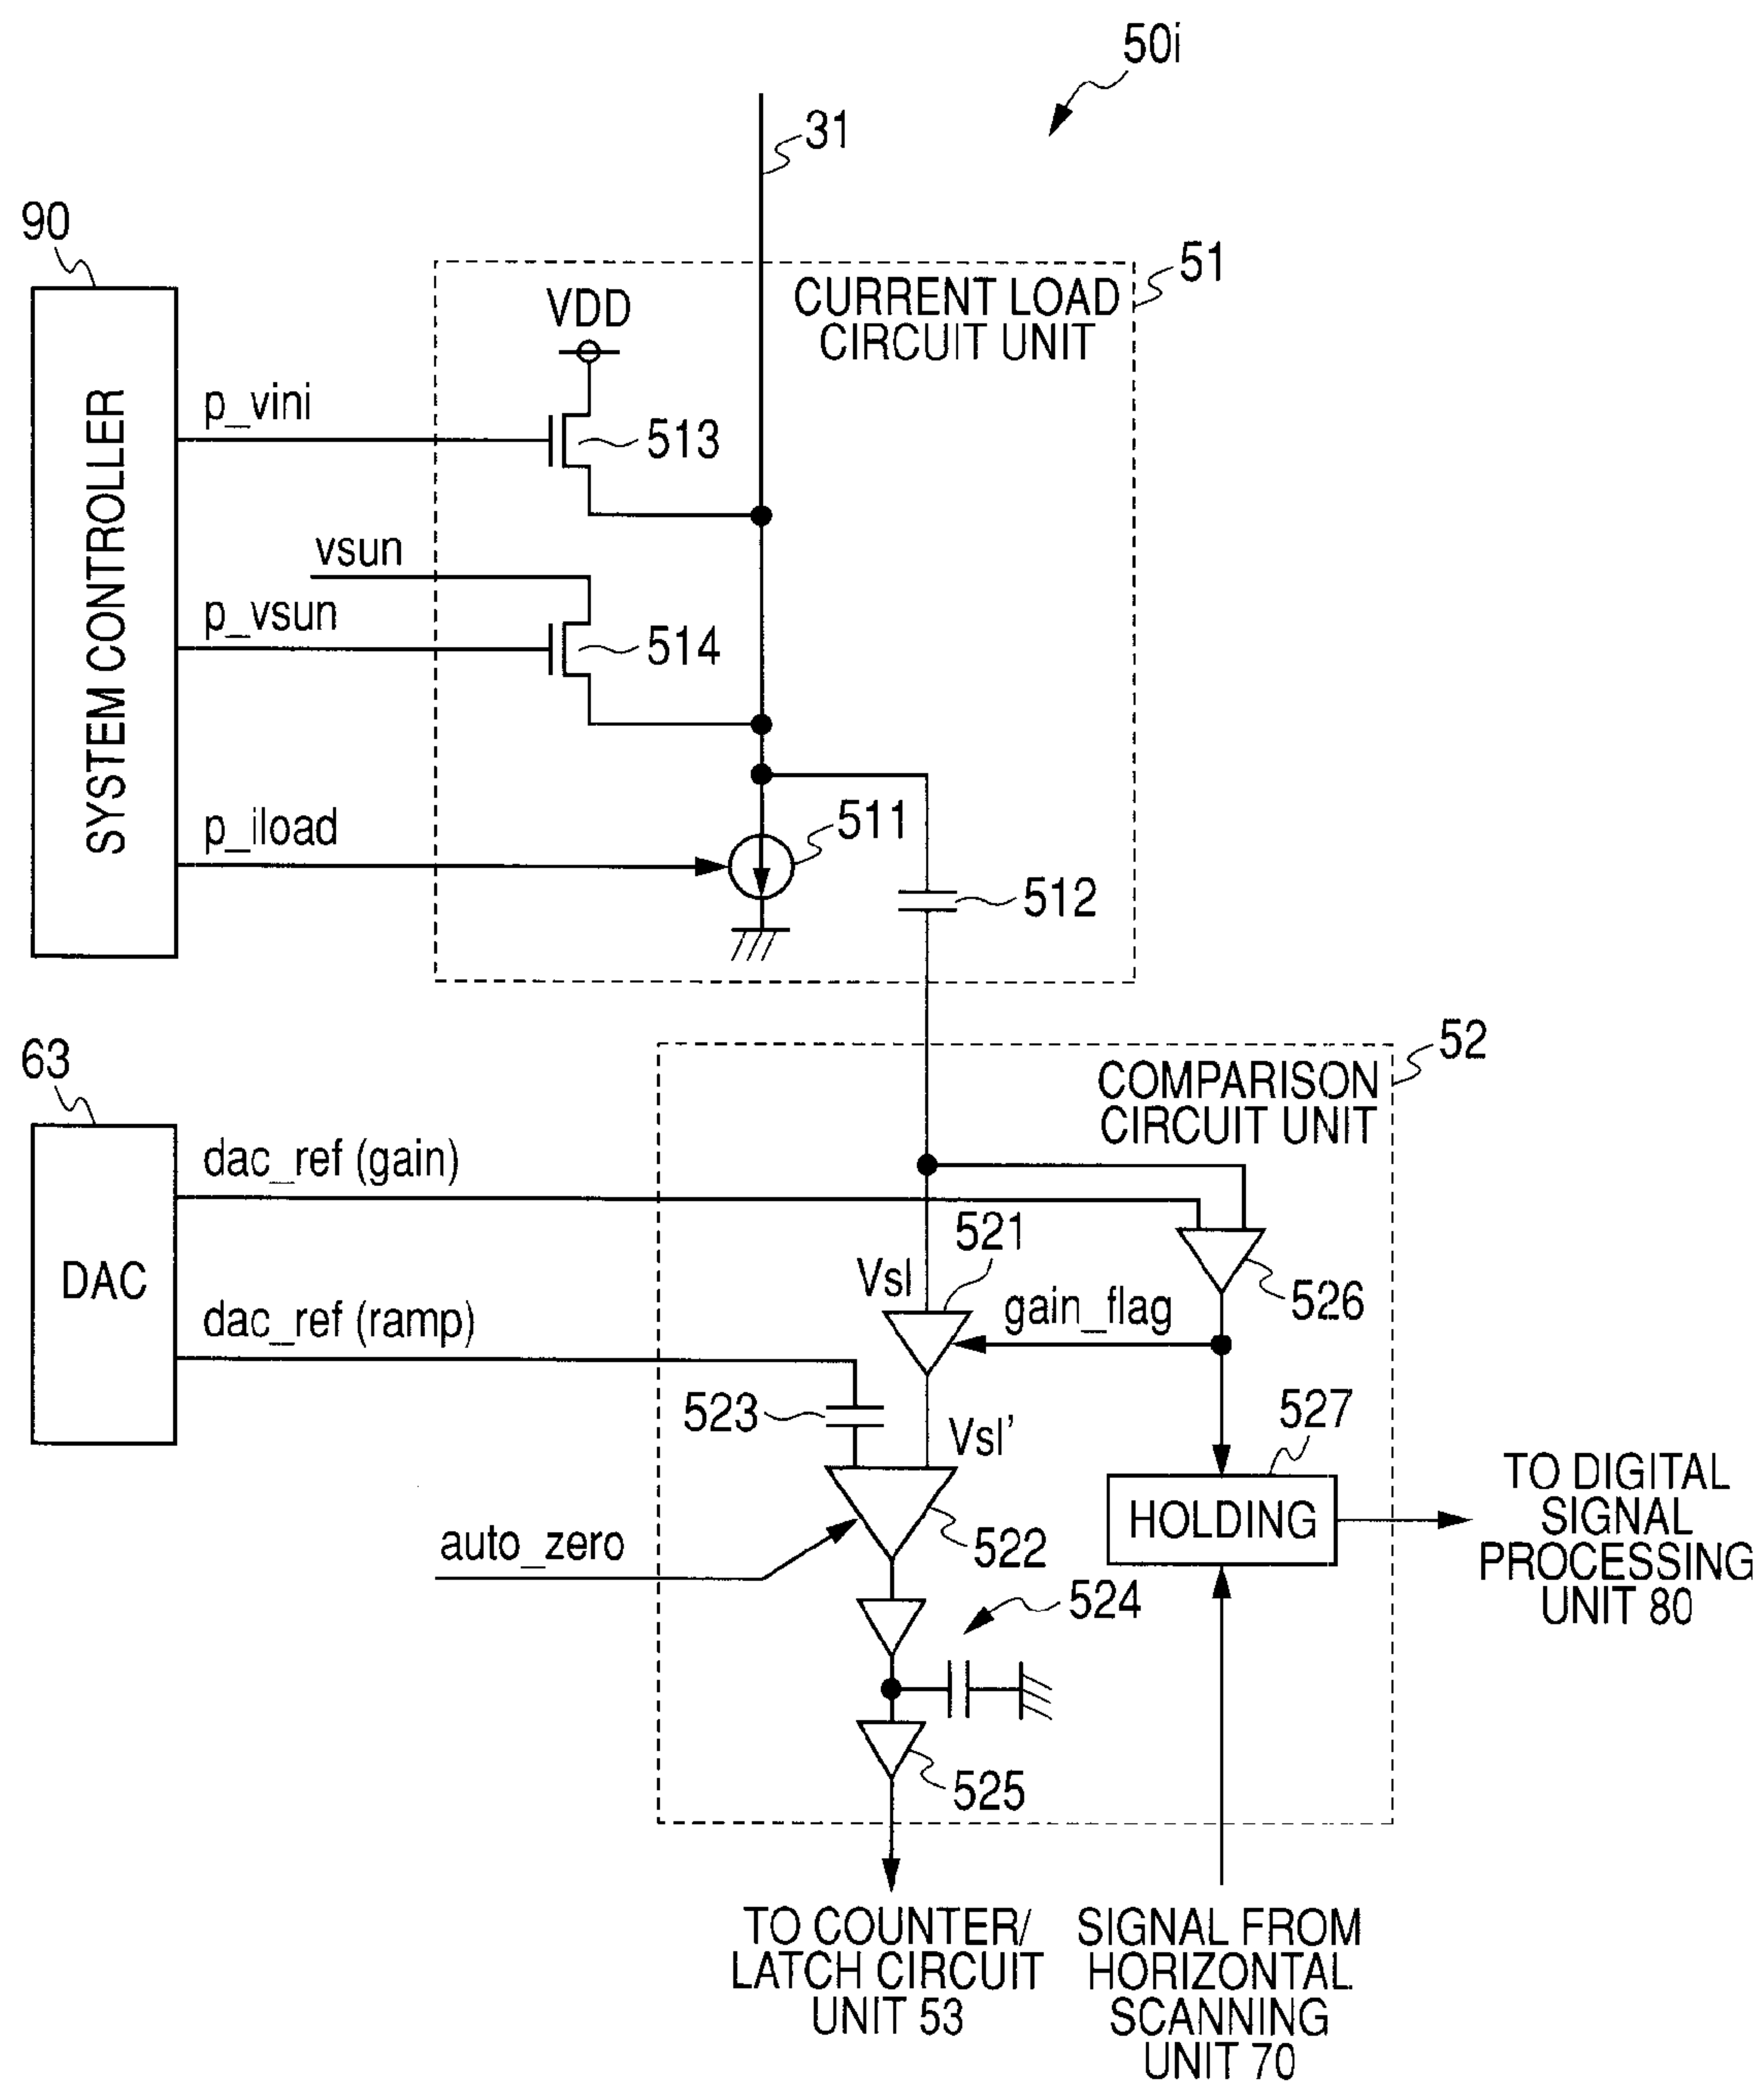 50i
31
90
51
CURRENT LOAD
CIRCUIT UNIT
VDD
SYSTEM CONTROLLER
p_vini
513
vsun
p_vsun
514
p_iload
511
512
63
52
COMPARISON
CIRCUIT UNIT
DAC
dac_ref (gain)
521
Vsl
526
gain_flag
dac_ref (ramp)
523
Vsl'
527
HOLDING
TO DIGITAL
SIGNAL
PROCESSING
UNIT 80
auto_zero
522
524
525
TO COUNTER/
LATCH CIRCUIT
UNIT 53
SIGNAL FROM
HORIZONTAL
SCANNING
UNIT 70